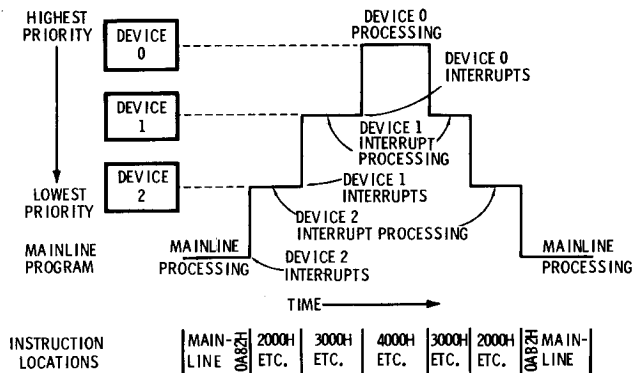 HIGHEST
PRIORITY
DEVICE
0
DEVICE 0
PROCESSING
DEVICE 0
INTERRUPTS
DEVICE
1
DEVICE 1
INTERRUPT
PROCESSING
DEVICE
2
DEVICE 1
INTERRUPTS
LOWEST
PRIORITY
DEVICE 2
INTERRUPT PROCESSING
MAINLINE
PROGRAM
MAINLINE
PROCESSING
DEVICE 2
INTERRUPTS
MAINLINE
PROCESSING
TIME
INSTRUCTION
LOCATIONS
MAIN-
LINE
0A82H
2000H
ETC.
3000H
ETC.
4000H
ETC.
3000H
ETC.
2000H
ETC.
0AB2H
MAIN-
LINE